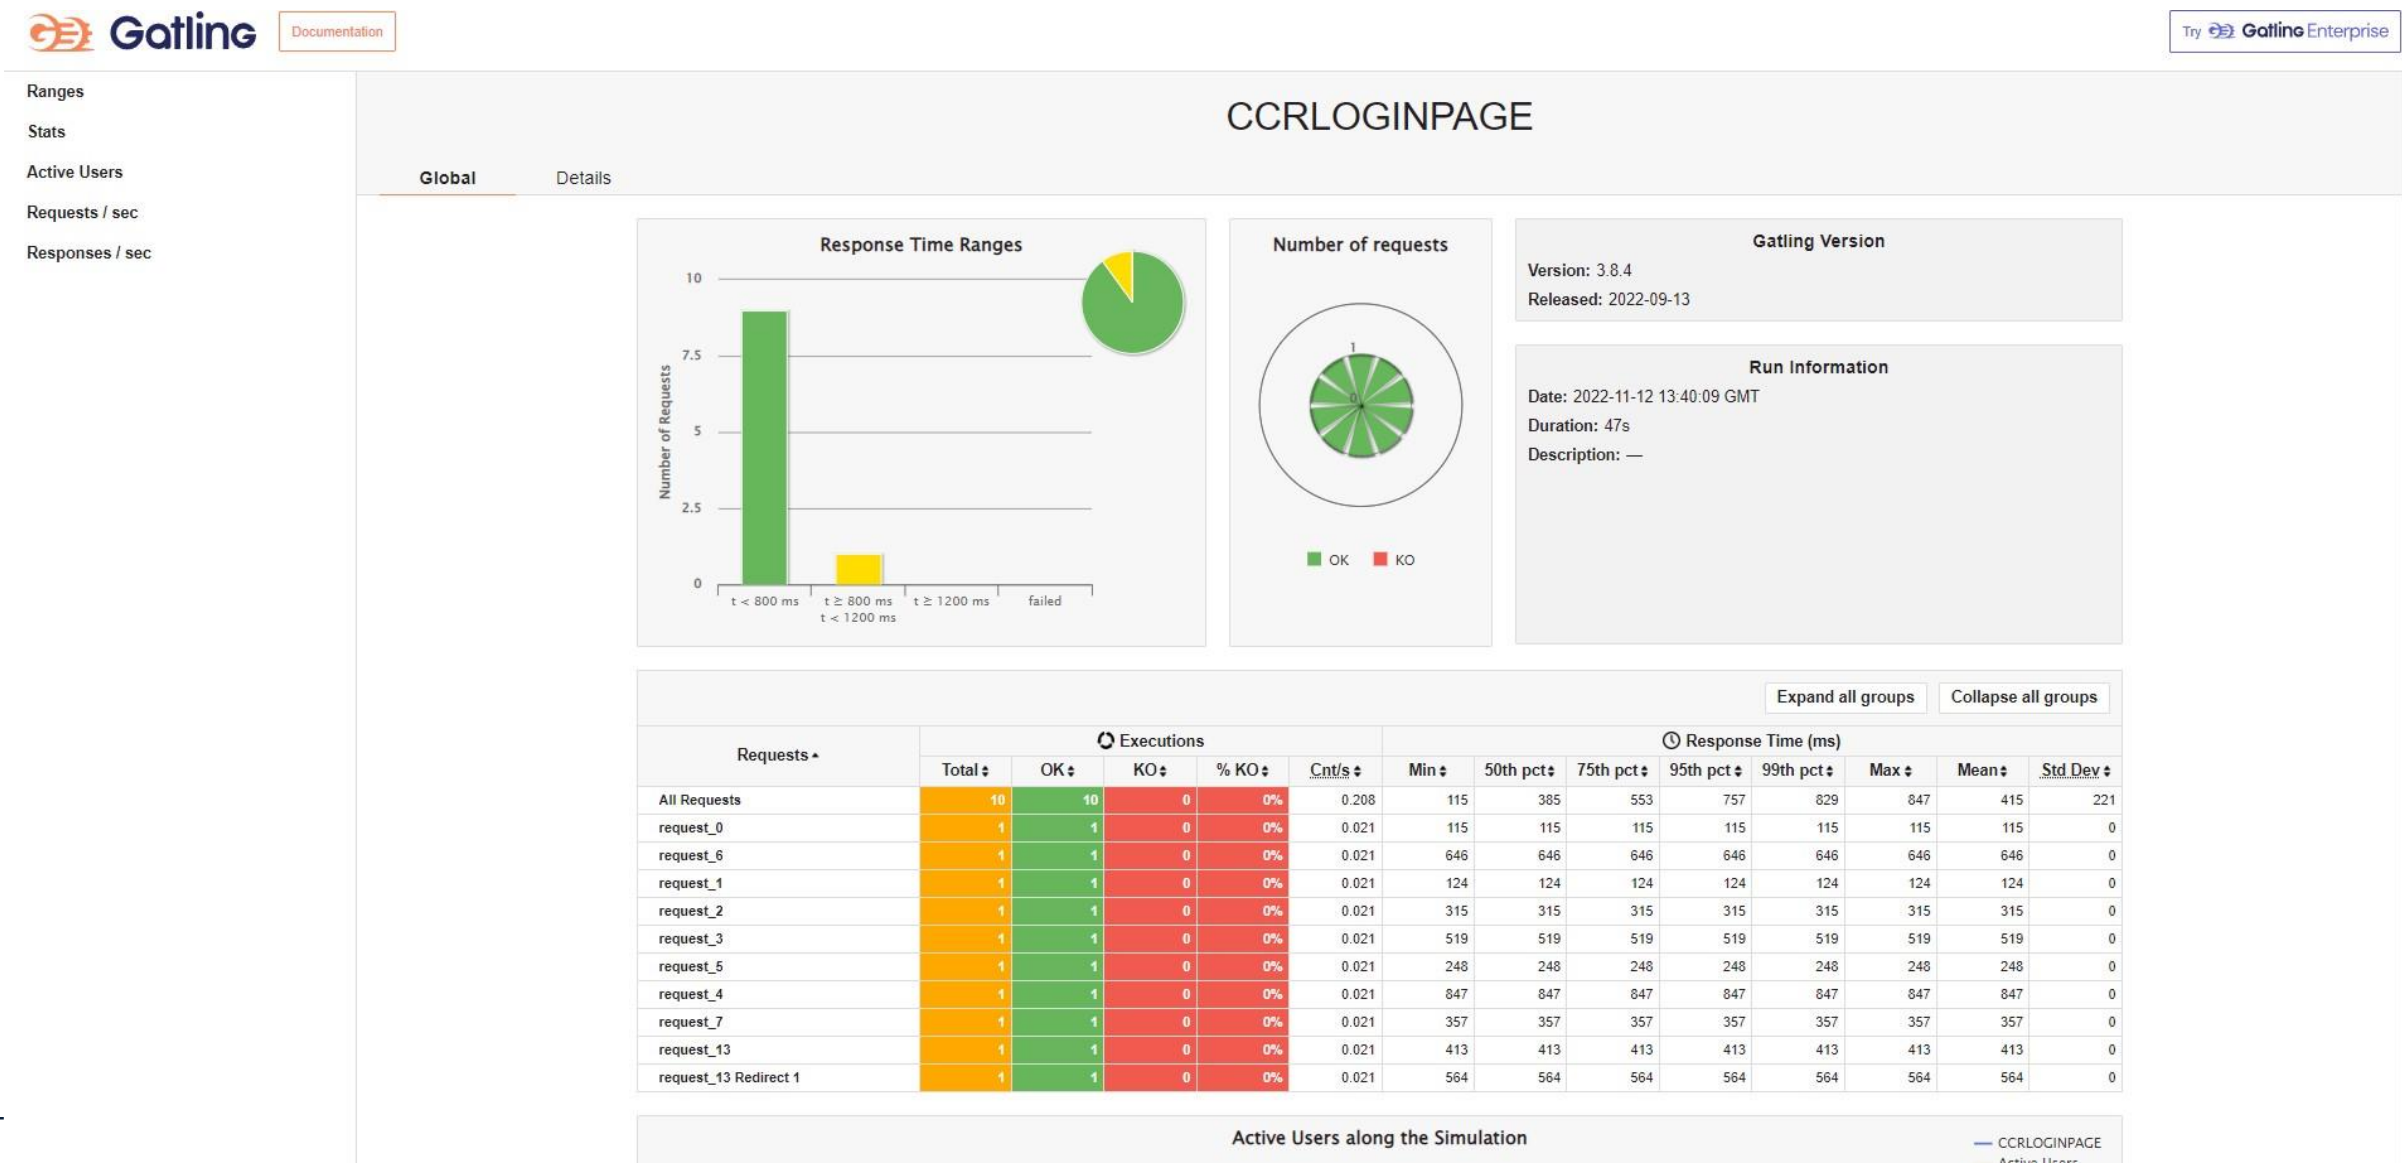 Gatling
Documentation
Try Gatling Enterprise
Ranges
Stats
Active Users
Requests / sec
Responses / sec
CCRLOGINPAGE
Global Details
Response Time Ranges
10
7.5
5
2.5
0
Number of Requests
t < 800 ms
t ≥ 800 ms
t < 1200 ms
t ≥ 1200 ms
failed
Number of requests
1
0
OK KO
Gatling Version
Version: 3.8.4
Released: 2022-09-13
Run Information
Date: 2022-11-12 13:40:09 GMT
Duration: 47s
Description: —
Expand all groups Collapse all groups
Requests Executions Response Time (ms)
Total OK KO % KO Cnt/s Min 50th pct 75th pct 95th pct 99th pct Max Mean Std Dev
All Requests 10 10 0 0% 0.208 115 385 553 757 829 847 415 221
request_0 1 1 0 0% 0.021 115 115 115 115 115 115 115 0
request_6 1 1 0 0% 0.021 646 646 646 646 646 646 646 0
request_1 1 1 0 0% 0.021 124 124 124 124 124 124 124 0
request_2 1 1 0 0% 0.021 315 315 315 315 315 315 315 0
request_3 1 1 0 0% 0.021 519 519 519 519 519 519 519 0
request_5 1 1 0 0% 0.021 248 248 248 248 248 248 248 0
request_4 1 1 0 0% 0.021 847 847 847 847 847 847 847 0
request_7 1 1 0 0% 0.021 357 357 357 357 357 357 357 0
request_13 1 1 0 0% 0.021 413 413 413 413 413 413 413 0
request_13 Redirect 1 1 1 0 0% 0.021 564 564 564 564 564 564 564 0
Active Users along the Simulation
CCRLOGINPAGE
Active Users